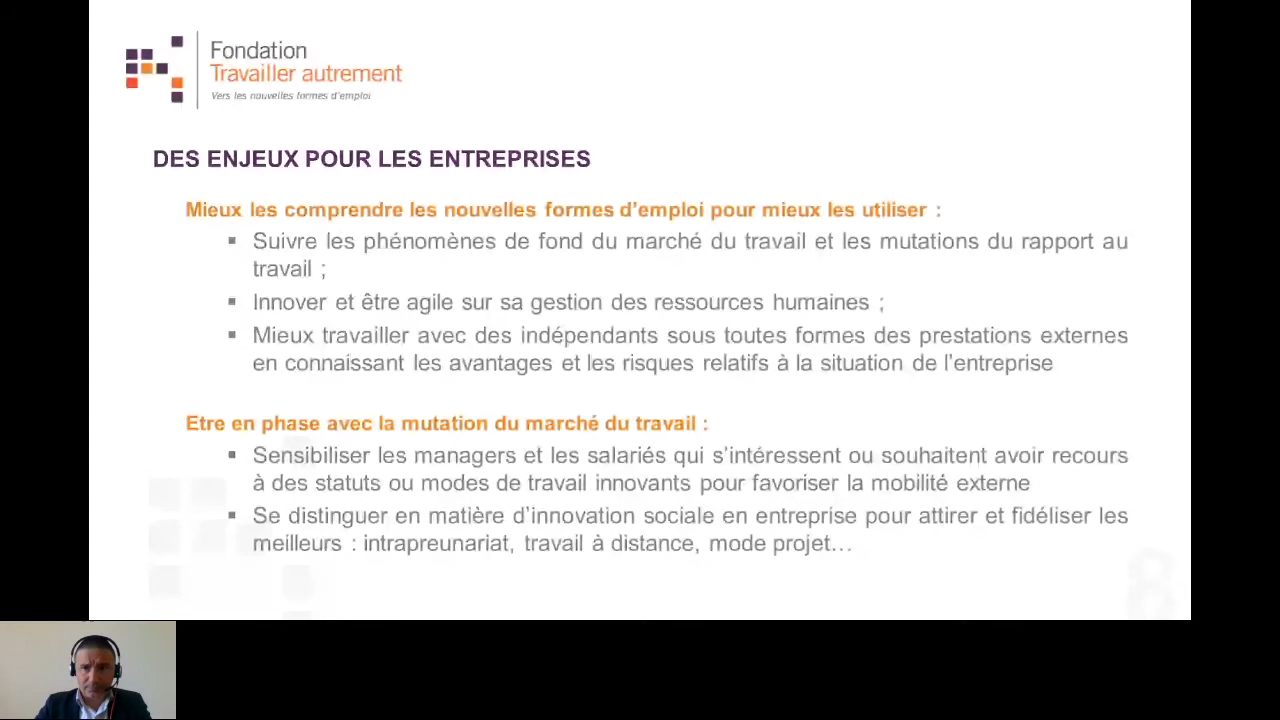 Fondation
Travailler autrement
Vers les nouvelles formes d'emploi
DES ENJEUX POUR LES ENTREPRISES
Mieux les comprendre les nouvelles formes d'emploi pour mieux les utiliser :
▪ Suivre les phénomènes de fond du marché du travail et les mutations du rapport au
travail ;
▪ Innover et être agile sur sa gestion des ressources humaines ;
▪ Mieux travailler avec des indépendants sous toutes formes des prestations externes
en connaissant les avantages et les risques relatifs à la situation de l'entreprise
Etre en phase avec la mutation du marché du travail :
▪ Sensibiliser les managers et les salariés qui s'intéressent ou souhaitent avoir recours
à des statuts ou modes de travail innovants pour favoriser la mobilité externe
▪ Se distinguer en matière d'innovation sociale en entreprise pour attirer et fidéliser les
meilleurs : intrapreunariat, travail à distance, mode projet…
8